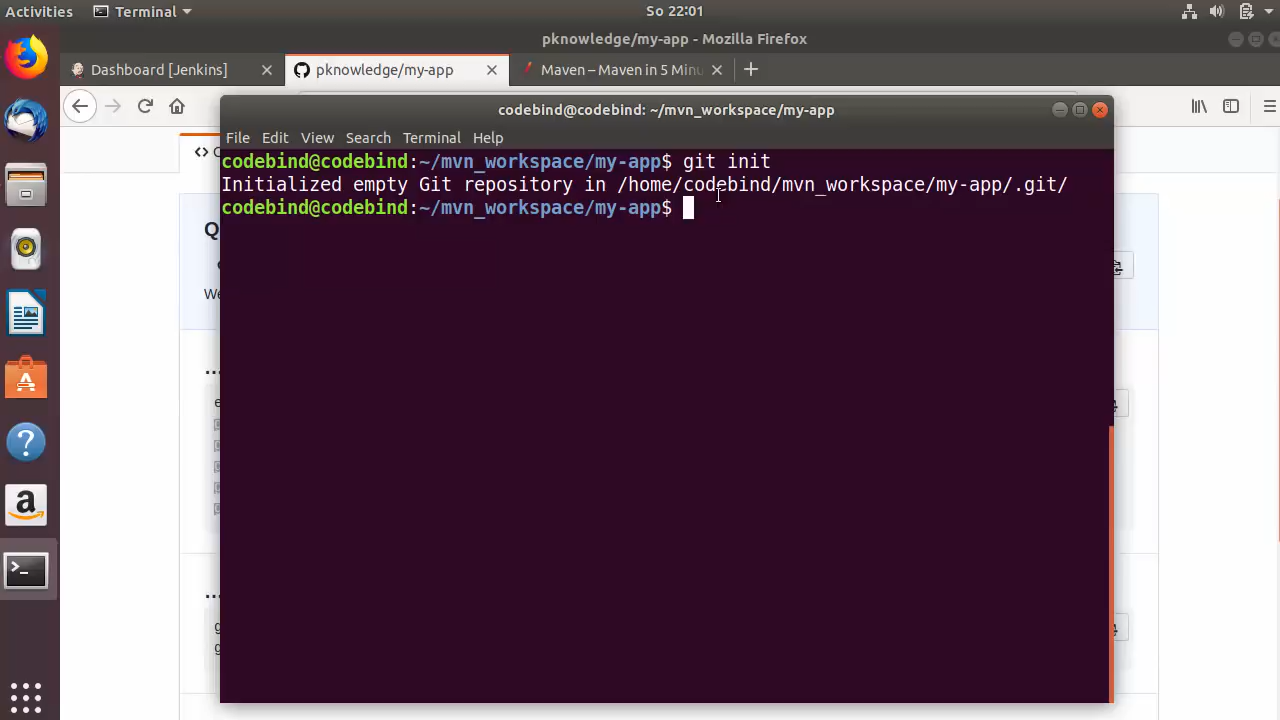 Activities Terminal So 22:01
pknowledge/my-app - Mozilla Firefox
Dashboard [Jenkins] pknowledge/my-app Maven – Maven in 5 Minu
codebind@codebind: ~/mvn_workspace/my-app
File Edit View Search Terminal Help
codebind@codebind:~/mvn_workspace/my-app$ git init
Initialized empty Git repository in /home/codebind/mvn_workspace/my-app/.git/
codebind@codebind:~/mvn_workspace/my-app$
We
...
...